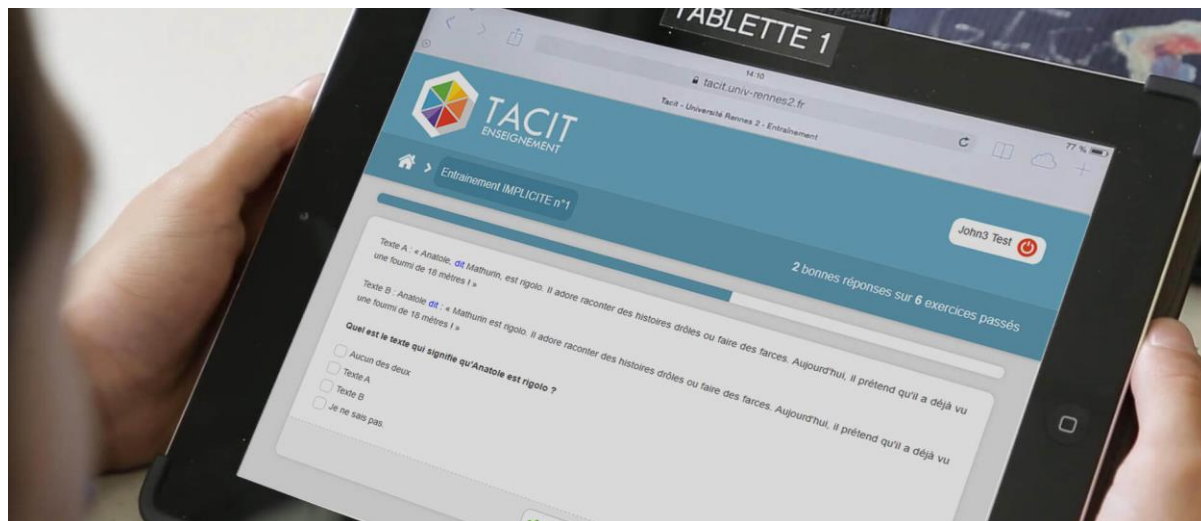 TABLETTE 1
14:10
77 %
tacit.univ-rennes2.fr
Tacit - Université Rennes 2 - Entraînement
TACIT
ENSEIGNEMENT
Entrainement IMPLICITE n°1
John3 Test
2 bonnes réponses sur 6 exercices passés
Texte A : « Anatole, dit Mathurin, est rigolo. Il adore raconter des histoires drôles ou faire des farces. Aujourd'hui, il prétend qu'il a déjà vu
une fourmi de 18 mètres ! »
Texte B : Anatole dit : « Mathurin est rigolo. Il adore raconter des histoires drôles ou faire des farces. Aujourd'hui, il prétend qu'il a déjà vu
une fourmi de 18 mètres ! »
Quel est le texte qui signifie qu'Anatole est rigolo ?
Aucun des deux
Texte A
Texte B
Je ne sais pas.